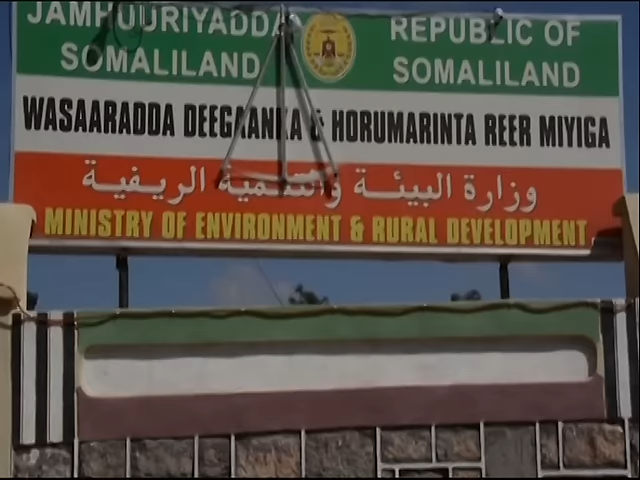 JAMHUURIYADDA
SOMALILAND
REPUBLIC OF
SOMALILAND
WASAARADDA DEEGAANKA & HORUMARINTA REER MIYIGA
وزارة البيئة والتنمية الريفية
MINISTRY OF ENVIRONMENT & RURAL DEVELOPMENT